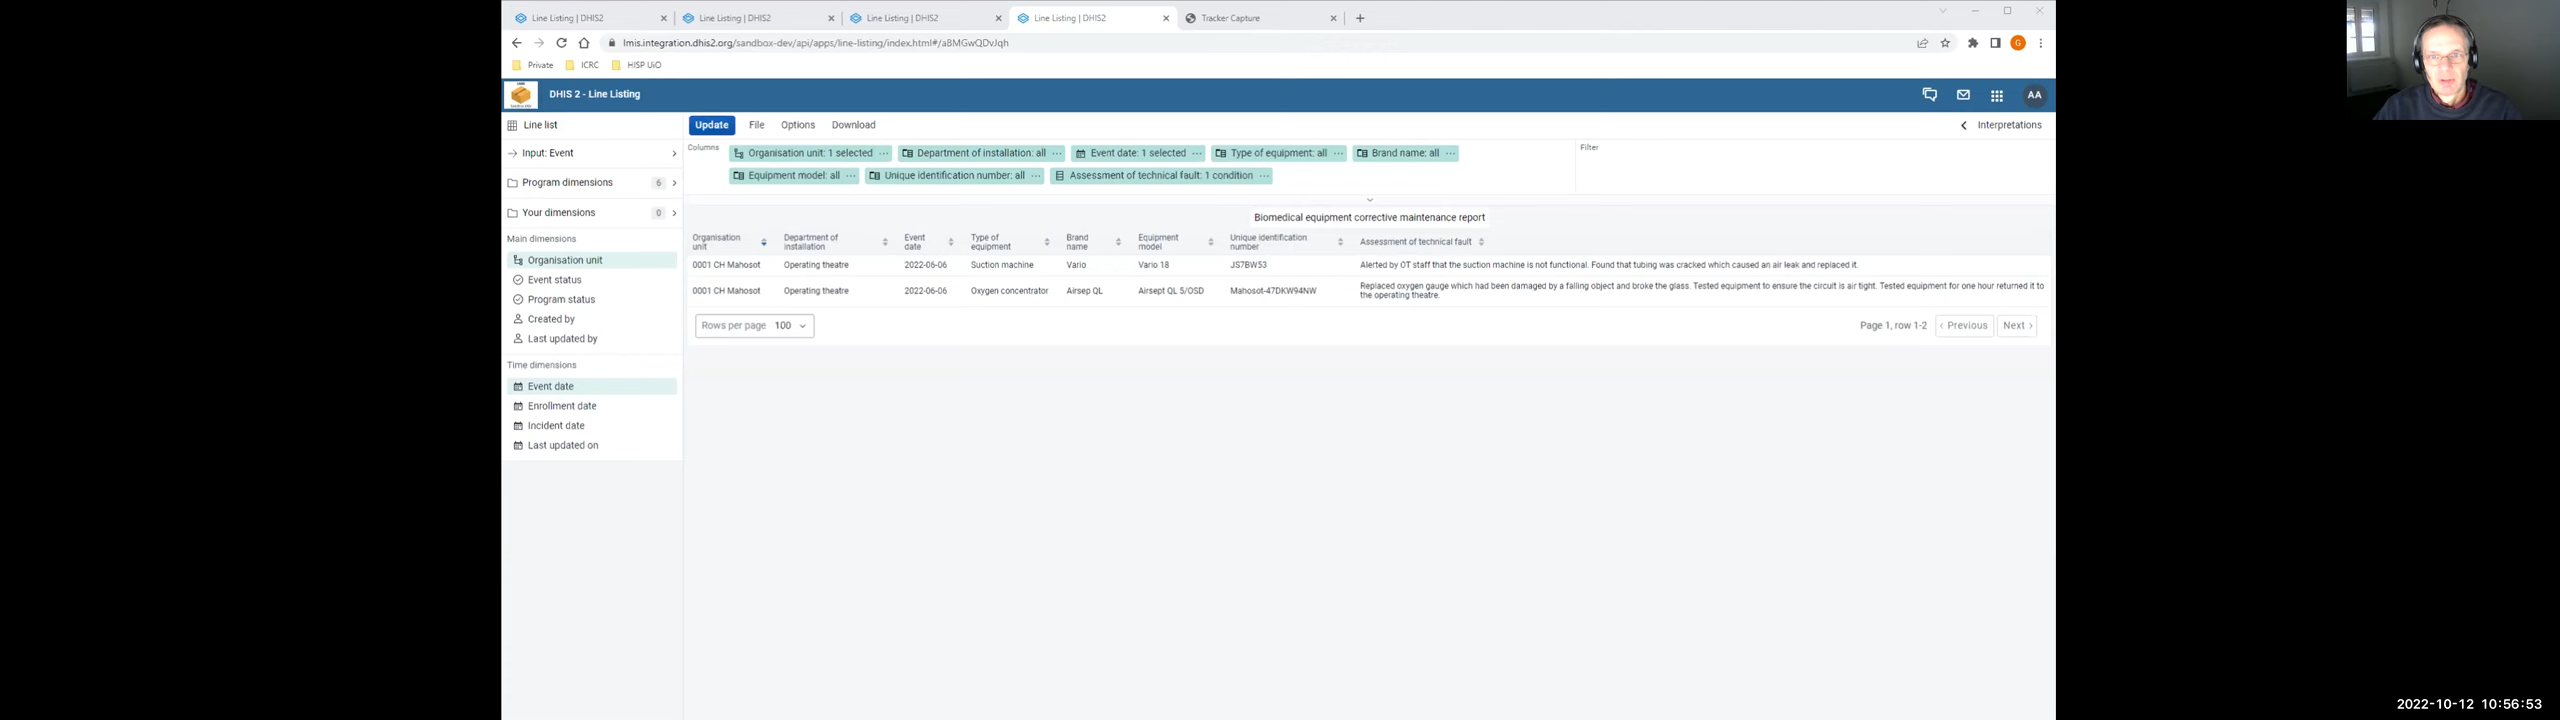 Line Listing | DHIS2
Line Listing | DHIS2
Line Listing | DHIS2
Line Listing | DHIS2
Tracker Capture
lmis.integration.dhis2.org/sandbox-dev/api/apps/line-listing/index.html#/aBMGwQDvJqh
G
Private
ICRC
HISP UiO
DHIS 2 - Line Listing
AA
Line list
Update
File
Options
Download
Interpretations
Input: Event
Program dimensions 6
Your dimensions 0
Main dimensions
Organisation unit
Event status
Program status
Created by
Last updated by
Time dimensions
Event date
Enrollment date
Incident date
Last updated on
Columns
Organisation unit: 1 selected ...
Department of installation: all ...
Event date: 1 selected ...
Type of equipment: all ...
Brand name: all ...
Equipment model: all ...
Unique identification number: all ...
Assessment of technical fault: 1 condition ...
Filter
Biomedical equipment corrective maintenance report
Organisation
unit
Department of
installation
Event
date
Type of
equipment
Brand
name
Equipment
model
Unique identification
number
Assessment of technical fault
0001 CH Mahosot
Operating theatre
2022-06-06
Suction machine
Vario
Vario 18
JS7BW53
Alerted by OT staff that the suction machine is not functional. Found that tubing was cracked which caused an air leak and replaced it.
0001 CH Mahosot
Operating theatre
2022-06-06
Oxygen concentrator
Airsep QL
Airsept QL 5/OSD
Mahosot-47DKW94NW
Replaced oxygen gauge which had been damaged by a falling object and broke the glass. Tested equipment to ensure the circuit is air tight. Tested equipment for one hour returned it to
the operating theatre.
Rows per page 100
Page 1, row 1-2
Previous
Next
2022-10-12 10:56:53